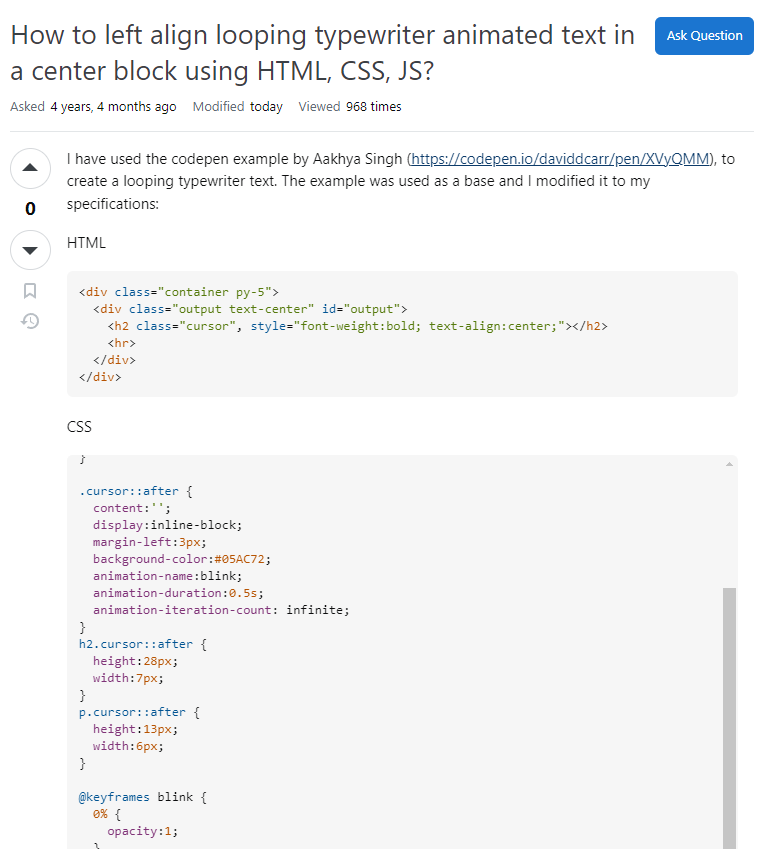 How to left align looping typewriter animated text in
a center block using HTML, CSS, JS?
Ask Question
Asked 4 years, 4 months ago Modified today Viewed 968 times
I have used the codepen example by Aakhya Singh (https://codepen.io/daviddcarr/pen/XVyQMM), to
create a looping typewriter text. The example was used as a base and I modified it to my
specifications:
0
HTML
<div class="container py-5">
  <div class="output text-center" id="output">
    <h2 class="cursor", style="font-weight:bold; text-align:center;"></h2>
    <hr>
  </div>
</div>
CSS
}
.cursor::after {
  content:'';
  display:inline-block;
  margin-left:3px;
  background-color:#05AC72;
  animation-name:blink;
  animation-duration:0.5s;
  animation-iteration-count: infinite;
}
h2.cursor::after {
  height:28px;
  width:7px;
}
p.cursor::after {
  height:13px;
  width:6px;
}
@keyframes blink {
  0% {
    opacity:1;
  }